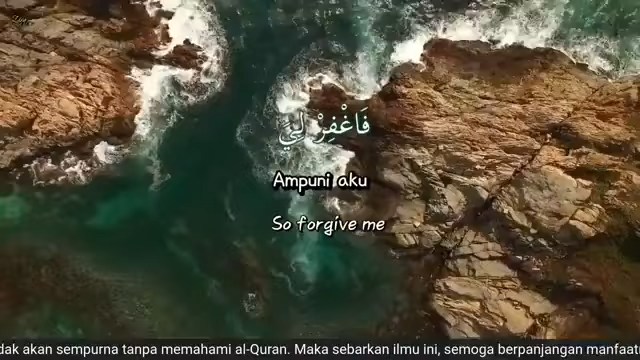 فَاغْفِرْ لِيْ
Ampuni aku
So forgive me
dak akan sempurna tanpa memahami al-Quran. Maka sebarkan ilmu ini, semoga berpanjangan manfaat